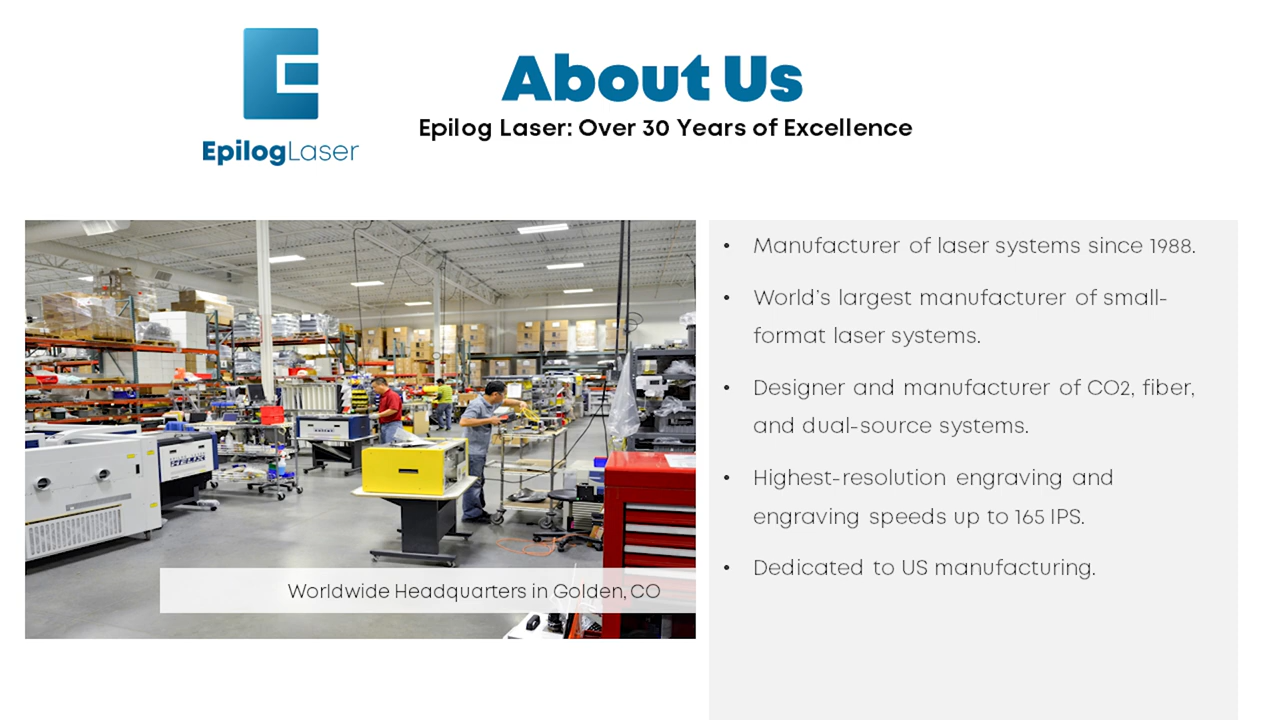 About Us
Epilog Laser: Over 30 Years of Excellence
EpilogLaser
HELIX
Worldwide Headquarters in Golden, CO
• Manufacturer of laser systems since 1988.
• World's largest manufacturer of small-
format laser systems.
• Designer and manufacturer of CO2, fiber,
and dual-source systems.
• Highest-resolution engraving and
engraving speeds up to 165 IPS.
• Dedicated to US manufacturing.